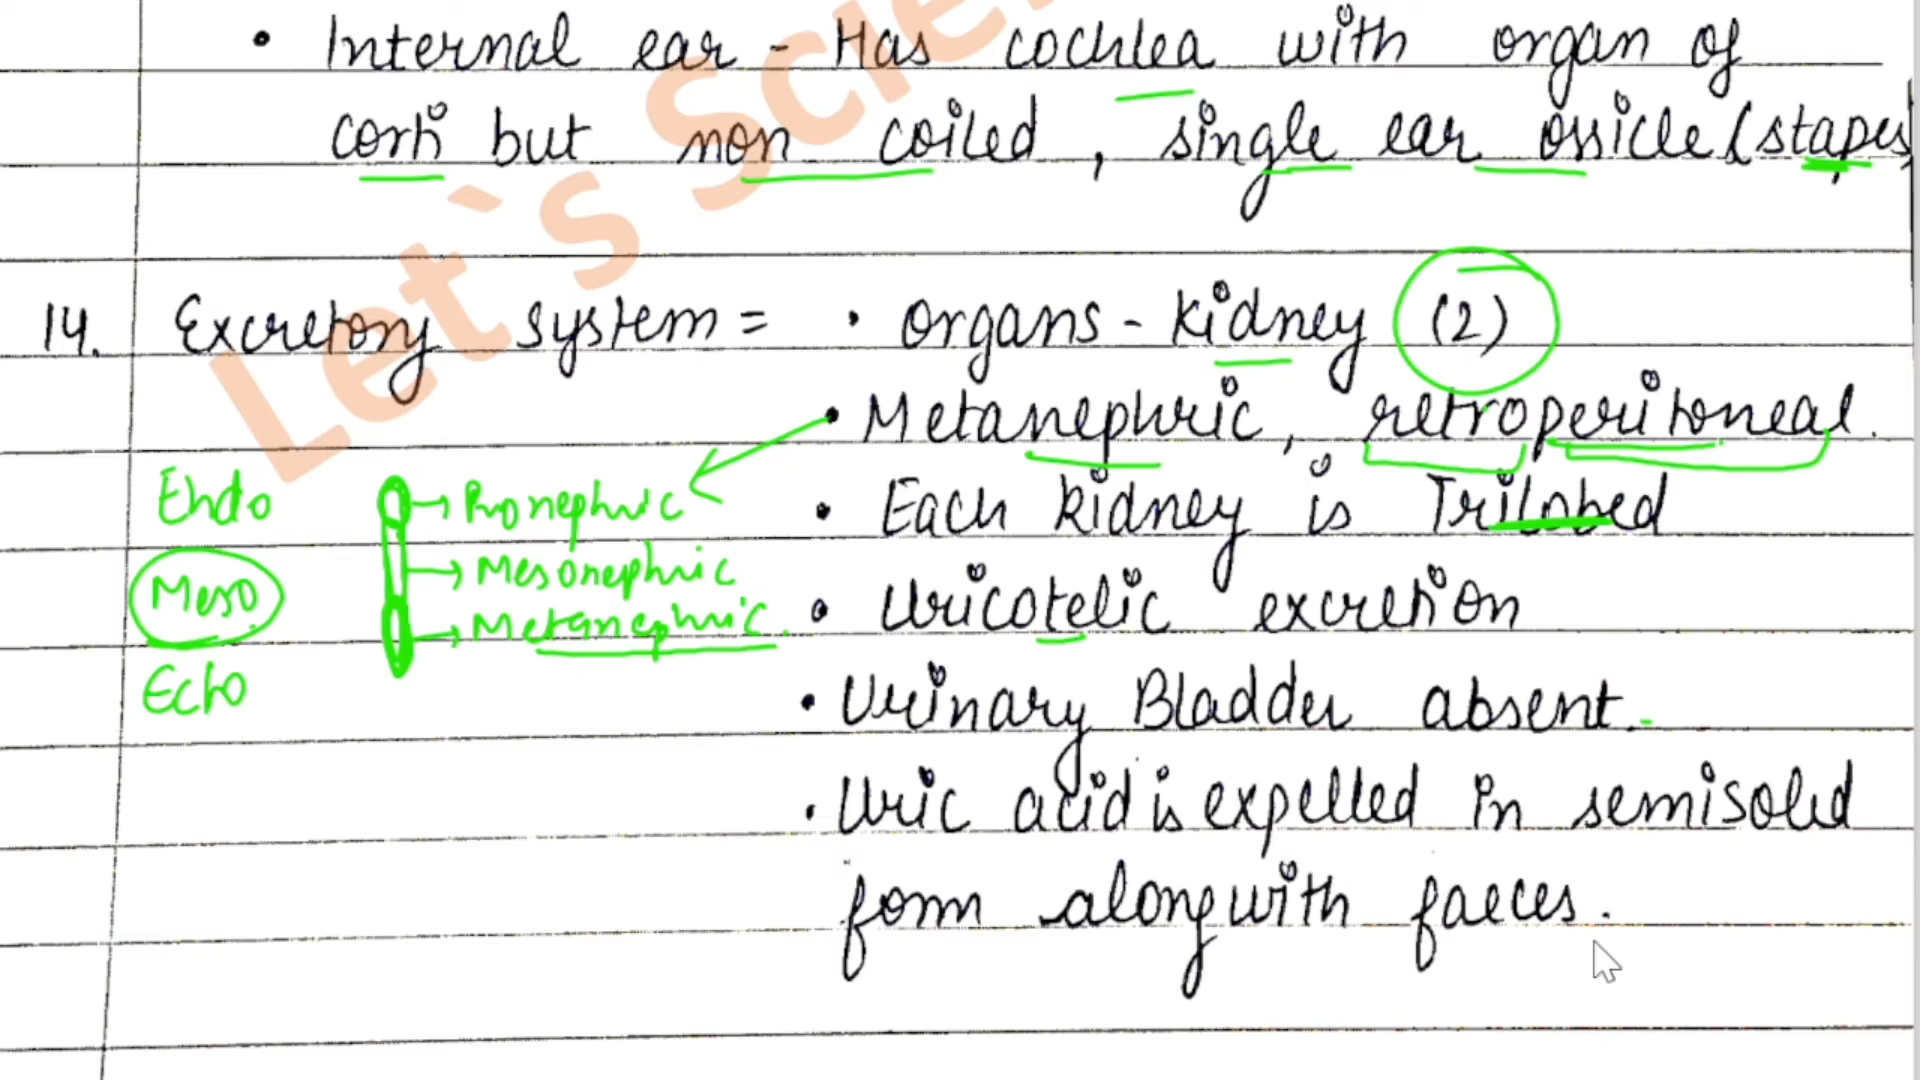 • Internal ear - Has cochlea with organ of
corti but non coiled, single ear ossicle (stapes)
14. Excretory system = • organs - kidney (2)
• Metanephric, retroperitoneal.
• Each kidney is Trilobed
• Uricotelic excretion
• Urinary Bladder absent.
• Uric acid is expelled in semisolid
form alongwith faeces.
Endo
Meso
Ecto
→ Pronephric
→ Mesonephric
→ Metanephric.
Let`s Scie